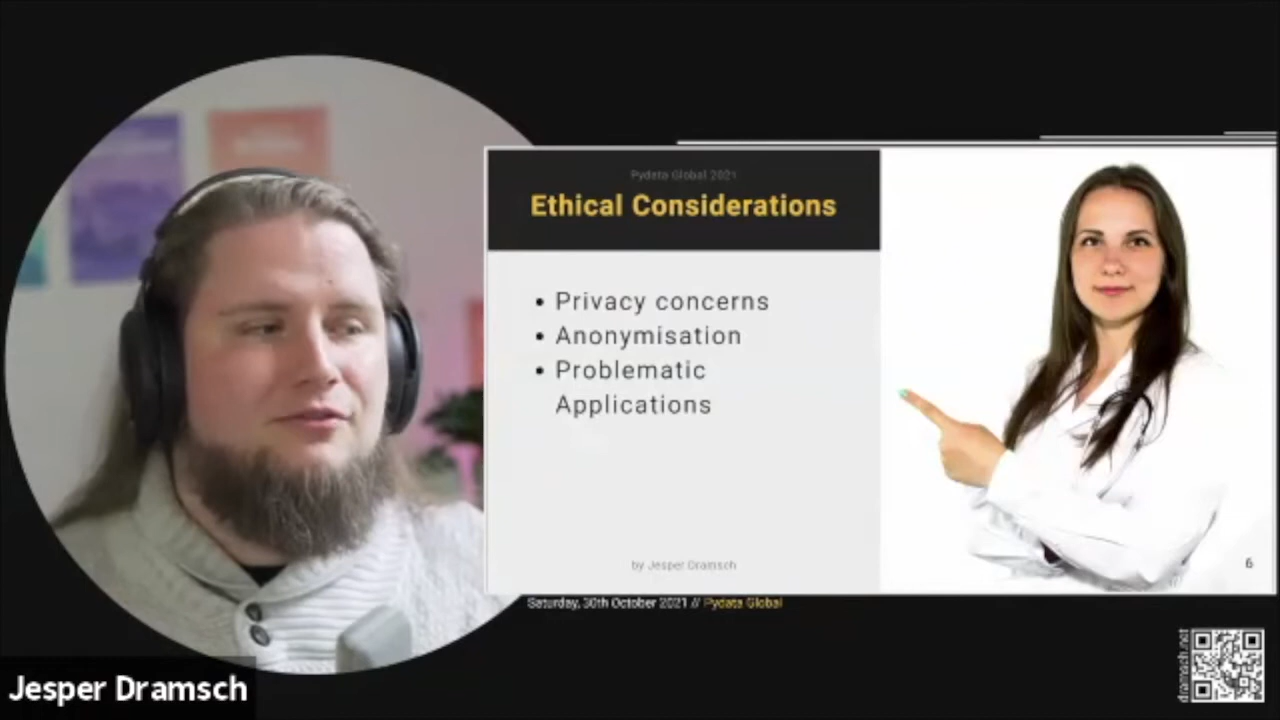 Pydata Global 2021
Ethical Considerations
• Privacy concerns
• Anonymisation
• Problematic
Applications
by Jesper Dramsch
6
Saturday, 30th October 2021 // Pydata Global
dramsch.net
Jesper Dramsch